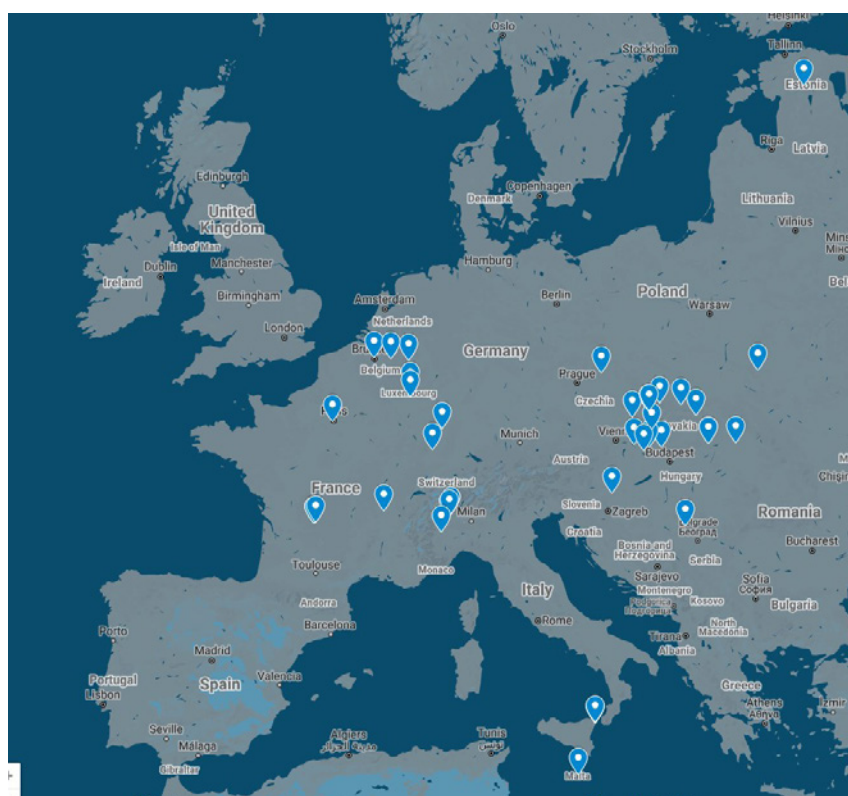 Helsinki
Oslo
Stockholm
Tallinn
Estonia
Riga
Latvia
Edinburgh
Copenhagen
Denmark
Lithuania
United
Kingdom
Vilnius
Isle of Man
Dublin
Manchester
Ireland
Hamburg
Birmingham
Amsterdam
Berlin
Poland
Warsaw
Netherlands
London
Germany
Belgium
Prague
Luxembourg
Czechia
Munich
Budapest
Austria
Switzerland
Hungary
France
Slovenia
Milan
Zagreb
Romania
Croatia
Belgrade
Београд
Bucharest
Bosnia and
Herzegovina
Serbia
Toulouse
Monaco
Sarajevo
Sofia
София
Andorra
Italy
Montenegro
Kosovo
Bulgaria
Porto
Barcelona
Rome
North
Macedonia
Tirana
Albania
Madrid
Portugal
Spain
Valencia
Lisbon
Greece
Athens
Αθήνα
Izmir
Seville
Málaga
Algiers
Tunis
تونس
Gibraltar
Malta